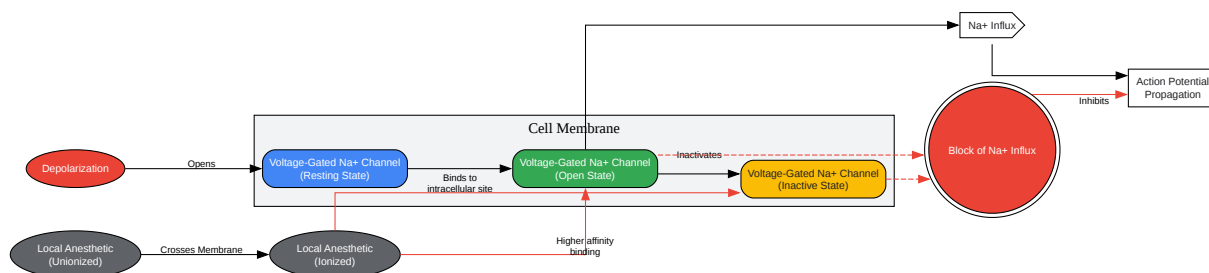 Na+ Influx
Action Potential
Propagation
Inhibits
Cell Membrane
Depolarization
Opens
Voltage-Gated Na+ Channel
(Resting State)
Binds to
intracellular site
Voltage-Gated Na+ Channel
(Open State)
Inactivates
Voltage-Gated Na+ Channel
(Inactive State)
Block of Na+ Influx
Local Anesthetic
(Unionized)
Crosses Membrane
Local Anesthetic
(Ionized)
Higher affinity
binding